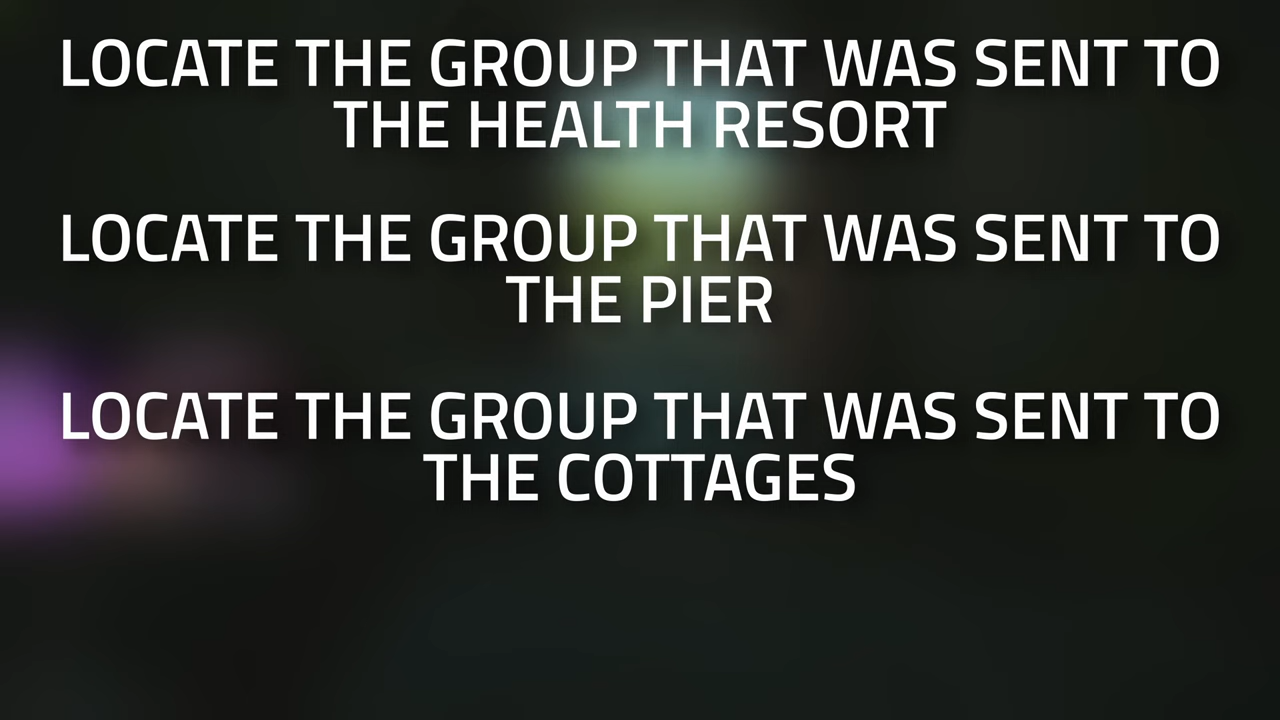 LOCATE THE GROUP THAT WAS SENT TO
THE HEALTH RESORT
LOCATE THE GROUP THAT WAS SENT TO
THE PIER
LOCATE THE GROUP THAT WAS SENT TO
THE COTTAGES